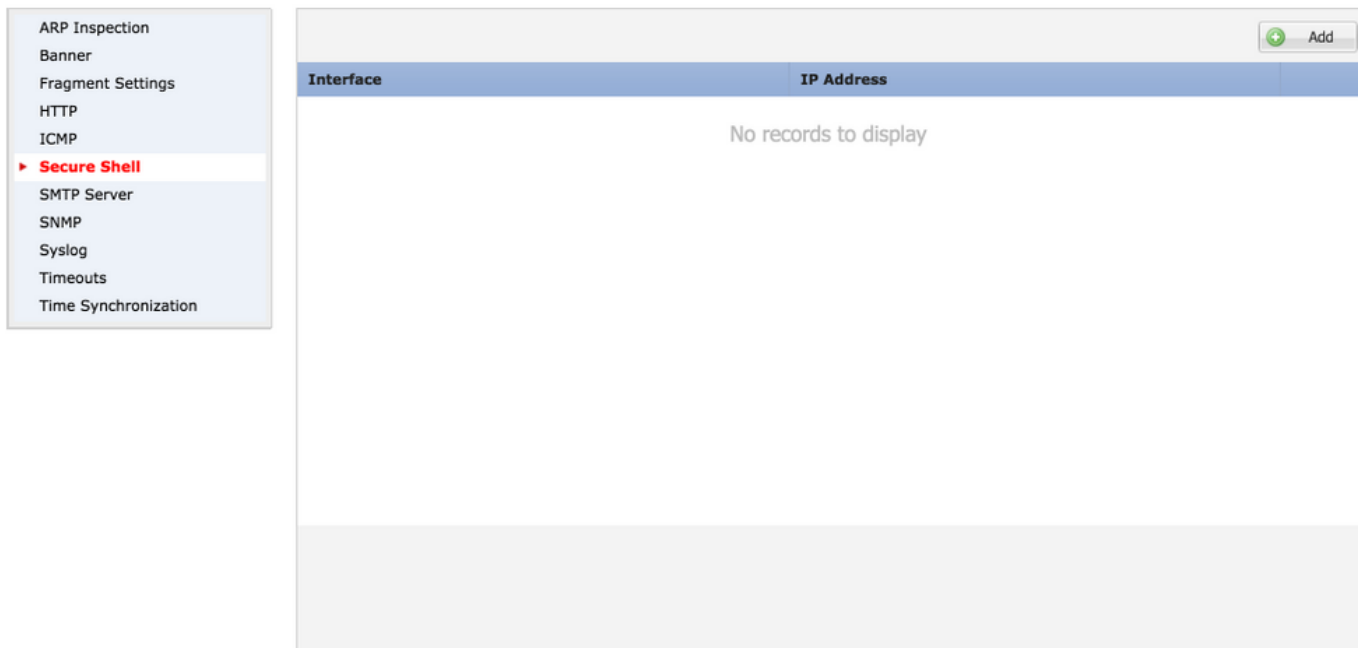 ARP Inspection
Banner
Fragment Settings
HTTP
ICMP
Secure Shell
SMTP Server
SNMP
Syslog
Timeouts
Time Synchronization
Add
Interface IP Address
No records to display